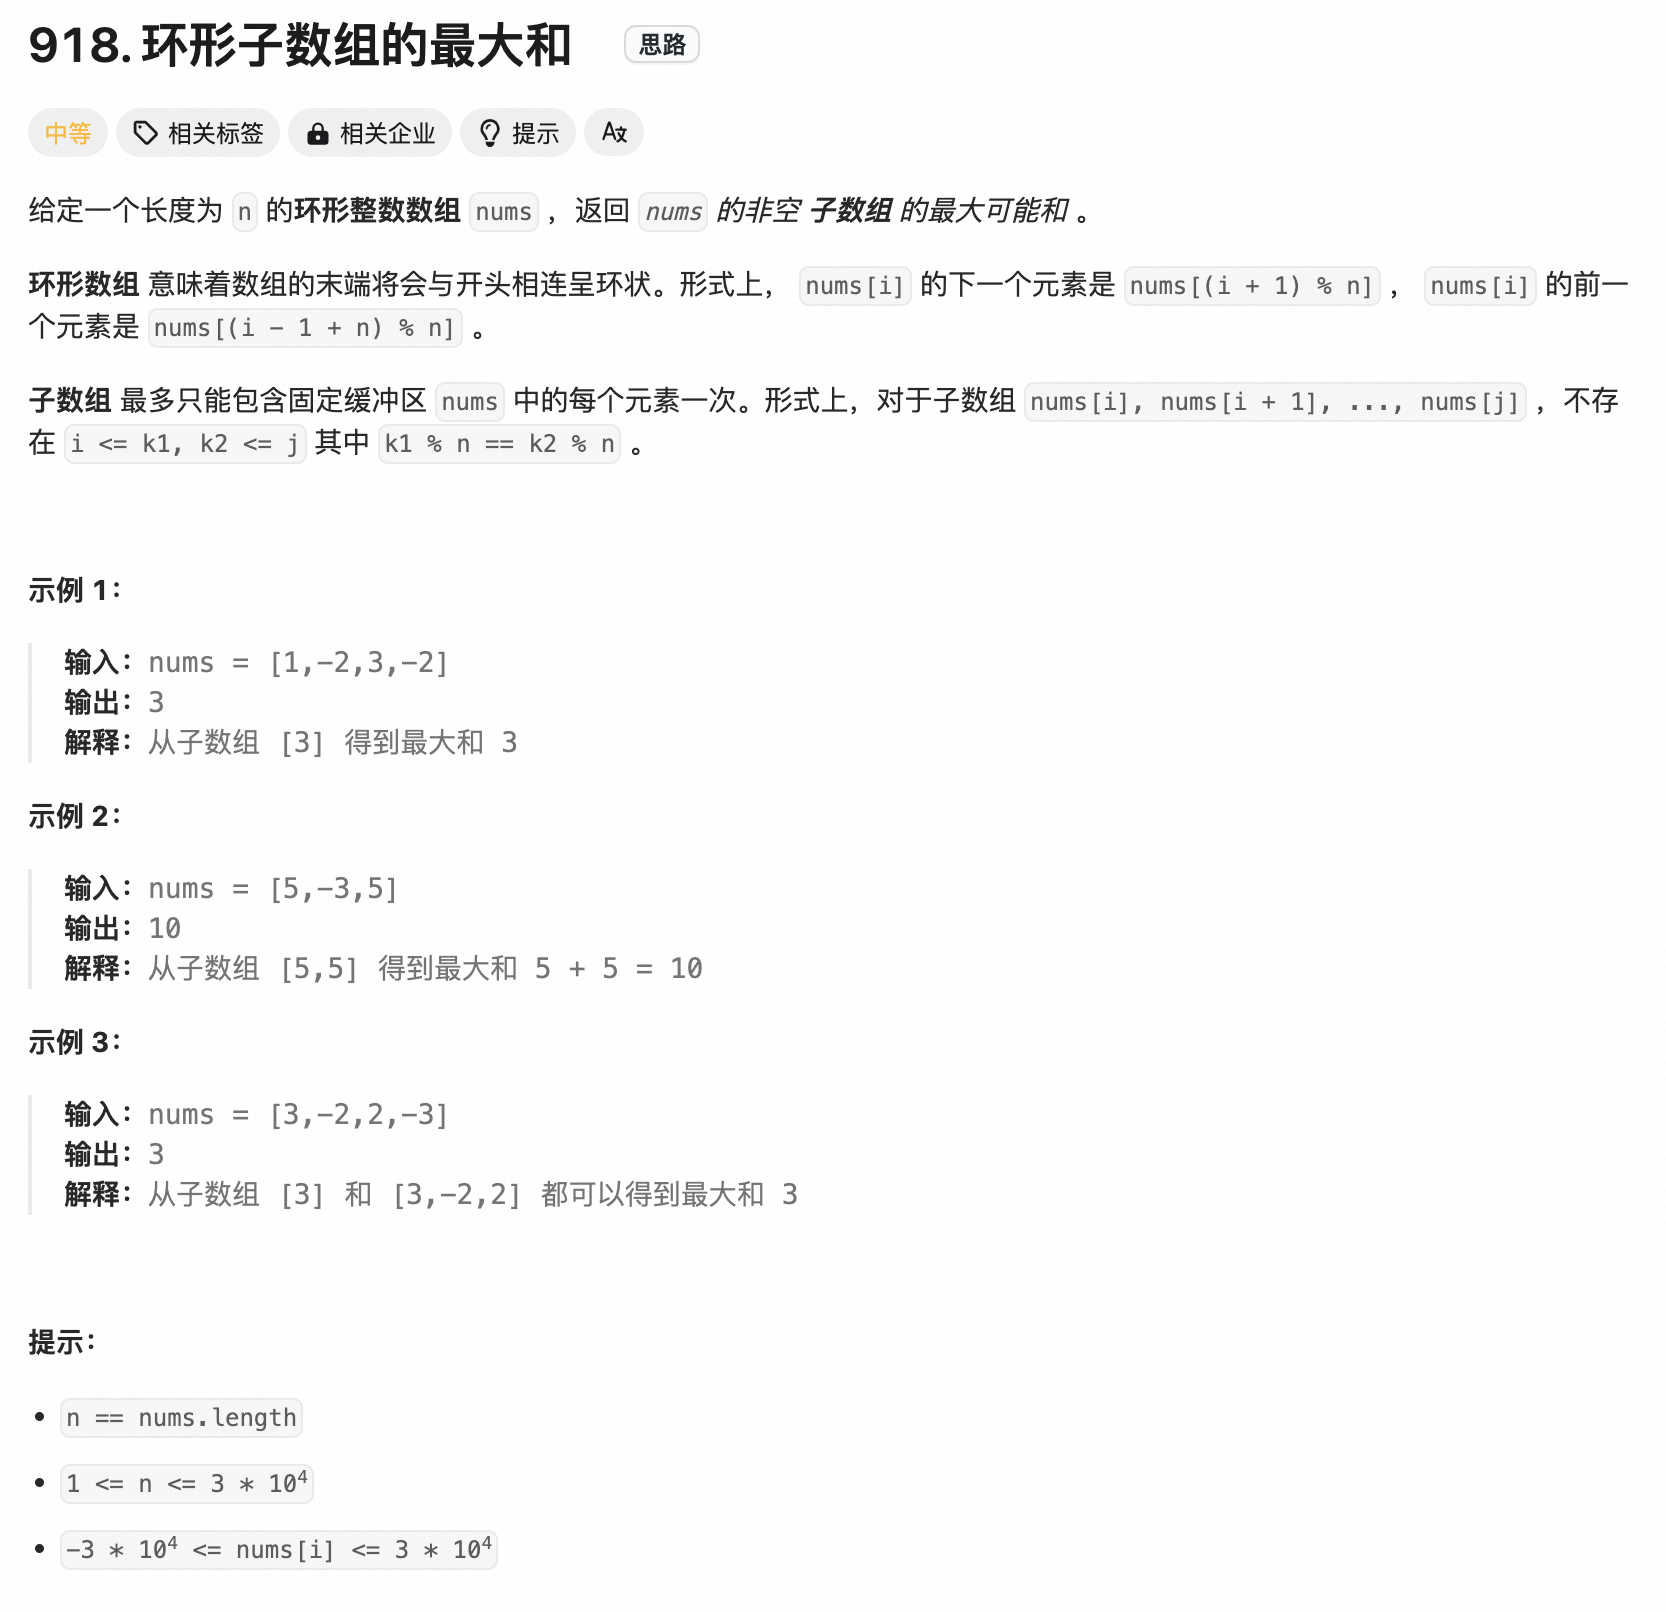 918. 环形子数组的最大和 思路
中等 相关标签 相关企业 提示 A文
给定一个长度为 n 的环形整数数组 nums ，返回 nums 的非空 子数组 的最大可能和 。
环形数组 意味着数组的末端将会与开头相连呈环状。形式上， nums[i] 的下一个元素是 nums[(i + 1) % n] ， nums[i] 的前一
个元素是 nums[(i - 1 + n) % n] 。
子数组 最多只能包含固定缓冲区 nums 中的每个元素一次。形式上，对于子数组 nums[i], nums[i + 1], ..., nums[j] ，不存
在 i <= k1, k2 <= j 其中 k1 % n == k2 % n 。
示例 1：
输入：nums = [1,-2,3,-2]
输出：3
解释：从子数组 [3] 得到最大和 3
示例 2：
输入：nums = [5,-3,5]
输出：10
解释：从子数组 [5,5] 得到最大和 5 + 5 = 10
示例 3：
输入：nums = [3,-2,2,-3]
输出：3
解释：从子数组 [3] 和 [3,-2,2] 都可以得到最大和 3
提示：
• n == nums.length
• 1 <= n <= 3 * 10⁴
• -3 * 10⁴ <= nums[i] <= 3 * 10⁴